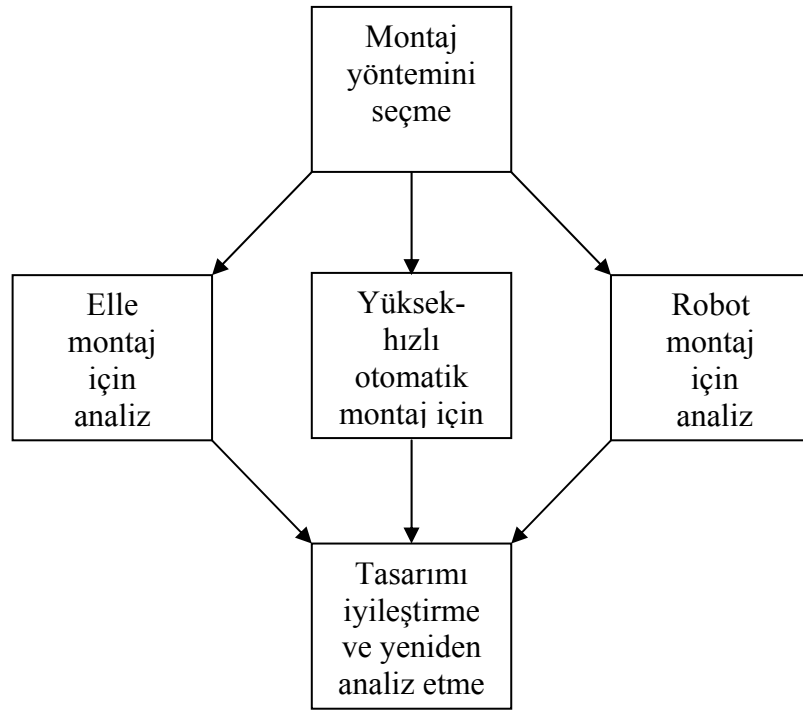 Montaj
yöntemini
seçme
Elle
montaj
için
analiz
Yüksek-
hızlı
otomatik
montaj için
Robot
montaj
için
analiz
Tasarımı
iyileştirme
ve yeniden
analiz etme